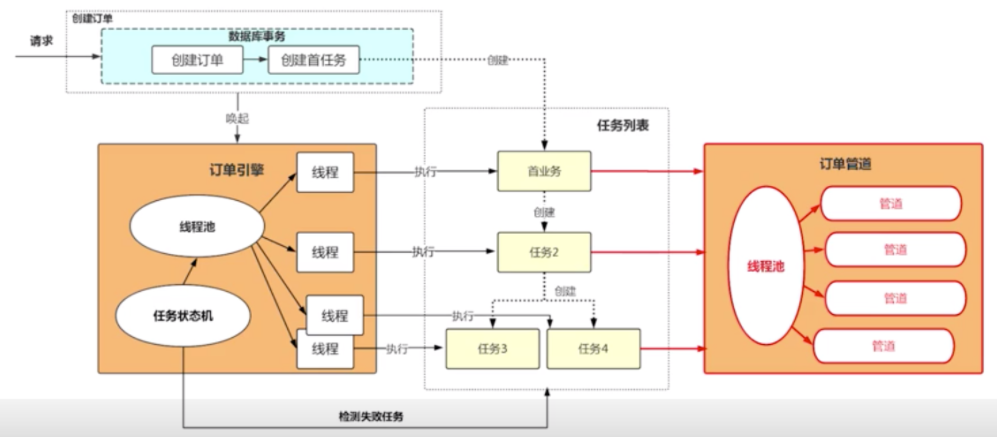 创建订单
请求
数据库事务
创建订单
创建首任务
创建
唤起
任务列表
订单引擎
线程
执行
首业务
订单管道
线程池
创建
管道
线程
执行
任务2
管道
线程池
任务状态机
创建
线程
执行
管道
线程
执行
任务3
任务4
管道
检测失败任务